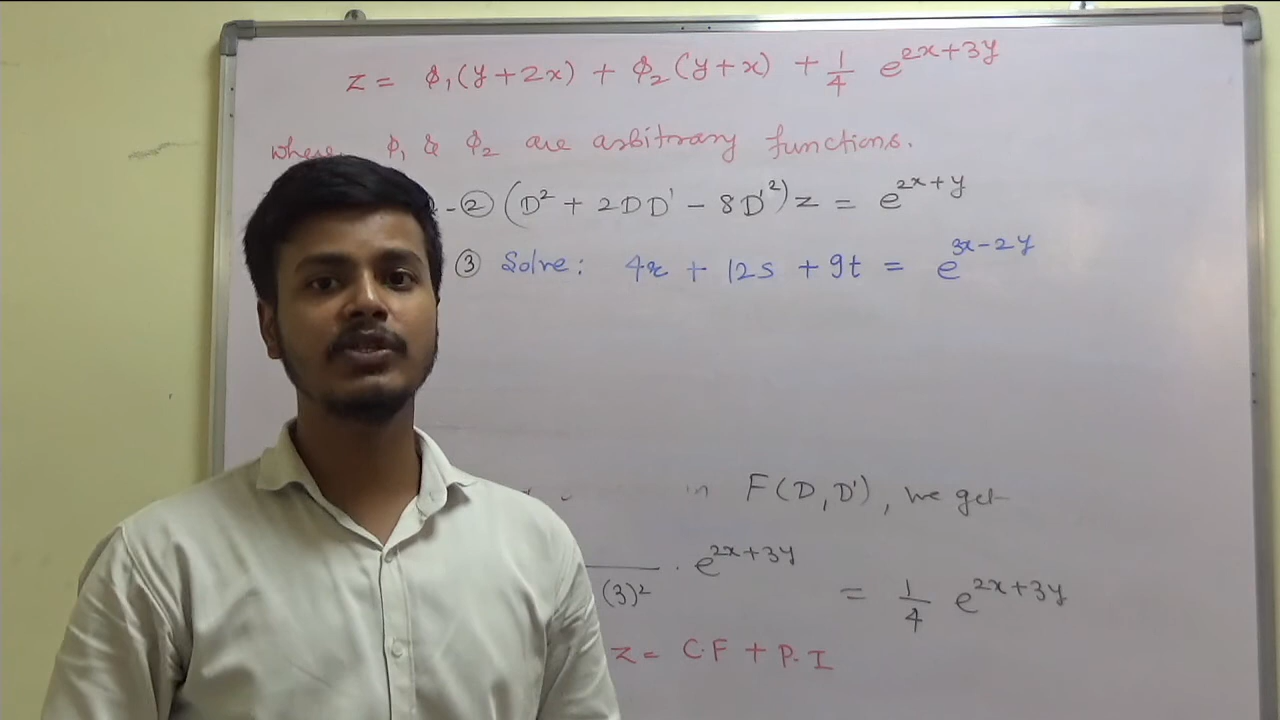 z = ϕ₁(y+2x) + ϕ₂(y+x) + 1/4 e^{2x+3y}
where ϕ₁ & ϕ₂ are arbitrary functions.
- ② (D² + 2DD' - 8D'²)z = e^{2x+y}
③ Solve: 4r + 12s + 9t = e^{3x-2y}
in F(D,D'), we get
(3)² · e^{2x+3y} = 1/4 e^{2x+3y}
z = C.F + P.I